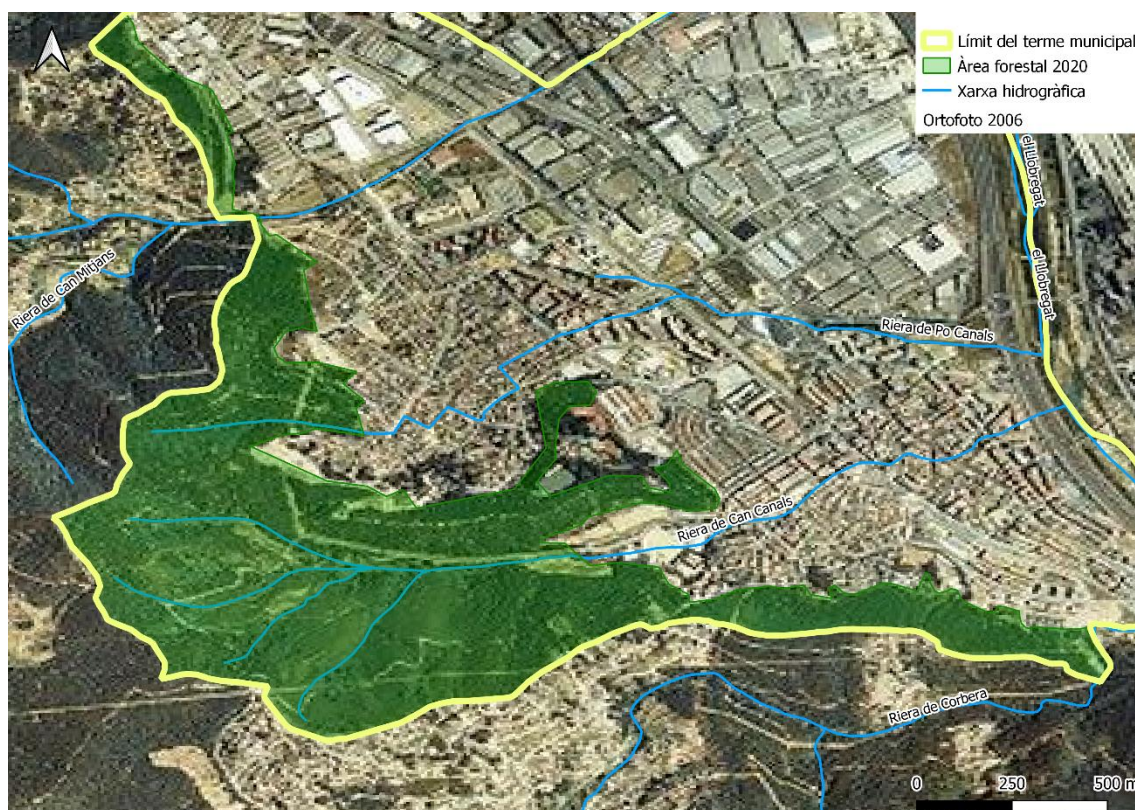 Límit del terme municipal
Àrea forestal 2020
Xarxa hidrogràfica
Ortofoto 2006
el Llobregat
el Llobregat
Riera de Can Mitjans
Riera de Po Canals
Riera de Can Canals
Riera de Corbera
0 250 500 m